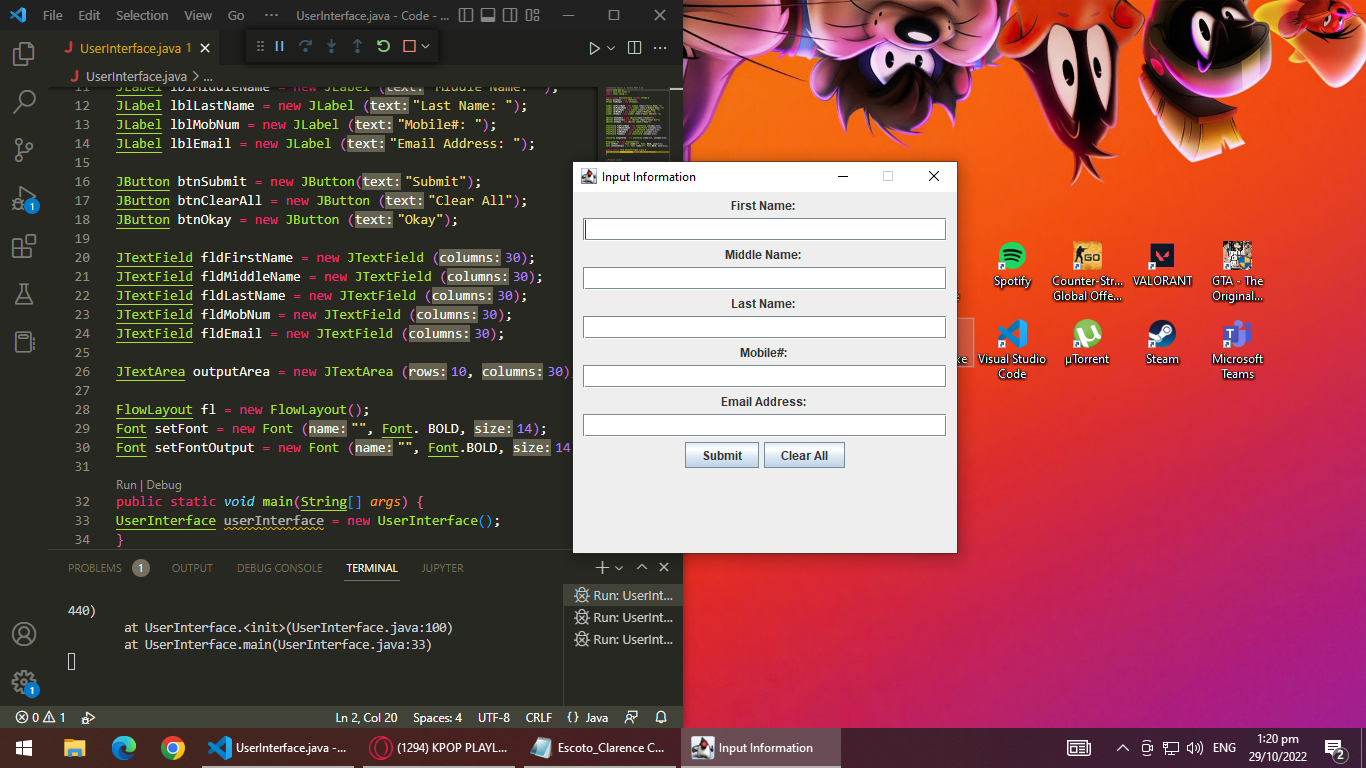 File Edit Selection View Go ··· UserInterface.java - Code - ...
UserInterface.java 1
UserInterface.java > ...
11 JLabel lblMiddleName = new JLabel (text: "Middle Name: ");
12 JLabel lblLastName = new JLabel (text: "Last Name: ");
13 JLabel lblMobNum = new JLabel (text: "Mobile#: ");
14 JLabel lblEmail = new JLabel (text: "Email Address: ");
15
16 JButton btnSubmit = new JButton(text: "Submit");
17 JButton btnClearAll = new JButton (text: "Clear All");
18 JButton btnOkay = new JButton (text: "Okay");
19
20 JTextField fldFirstName = new JTextField (columns: 30);
21 JTextField fldMiddleName = new JTextField (columns: 30);
22 JTextField fldLastName = new JTextField (columns: 30);
23 JTextField fldMobNum = new JTextField (columns: 30);
24 JTextField fldEmail = new JTextField (columns: 30);
25
26 JTextArea outputArea = new JTextArea (rows: 10, columns: 30)
27
28 FlowLayout fl = new FlowLayout();
29 Font setFont = new Font (name: "", Font. BOLD, size: 14);
30 Font setFontOutput = new Font (name: "", Font.BOLD, size: 14
31
Run | Debug
32 public static void main(String[] args) {
33 UserInterface userInterface = new UserInterface();
34 }
PROBLEMS 1 OUTPUT DEBUG CONSOLE TERMINAL JUPYTER
440)
at UserInterface.<init>(UserInterface.java:100)
at UserInterface.main(UserInterface.java:33)
Run: UserInt...
Run: UserInt...
Run: UserInt...
1
1
0 1 Ln 2, Col 20 Spaces: 4 UTF-8 CRLF {} Java
Input Information
First Name:
Middle Name:
Last Name:
Mobile#:
Email Address:
Submit Clear All
Spotify
Counter-Str...
Global Offe...
VALORANT
GTA - The
Original...
Visual Studio
Code
µTorrent
Steam
Microsoft
Teams
UserInterface.java -... (1294) KPOP PLAYL... Escoto_Clarence C... Input Information
ENG
1:20 pm
29/10/2022
2